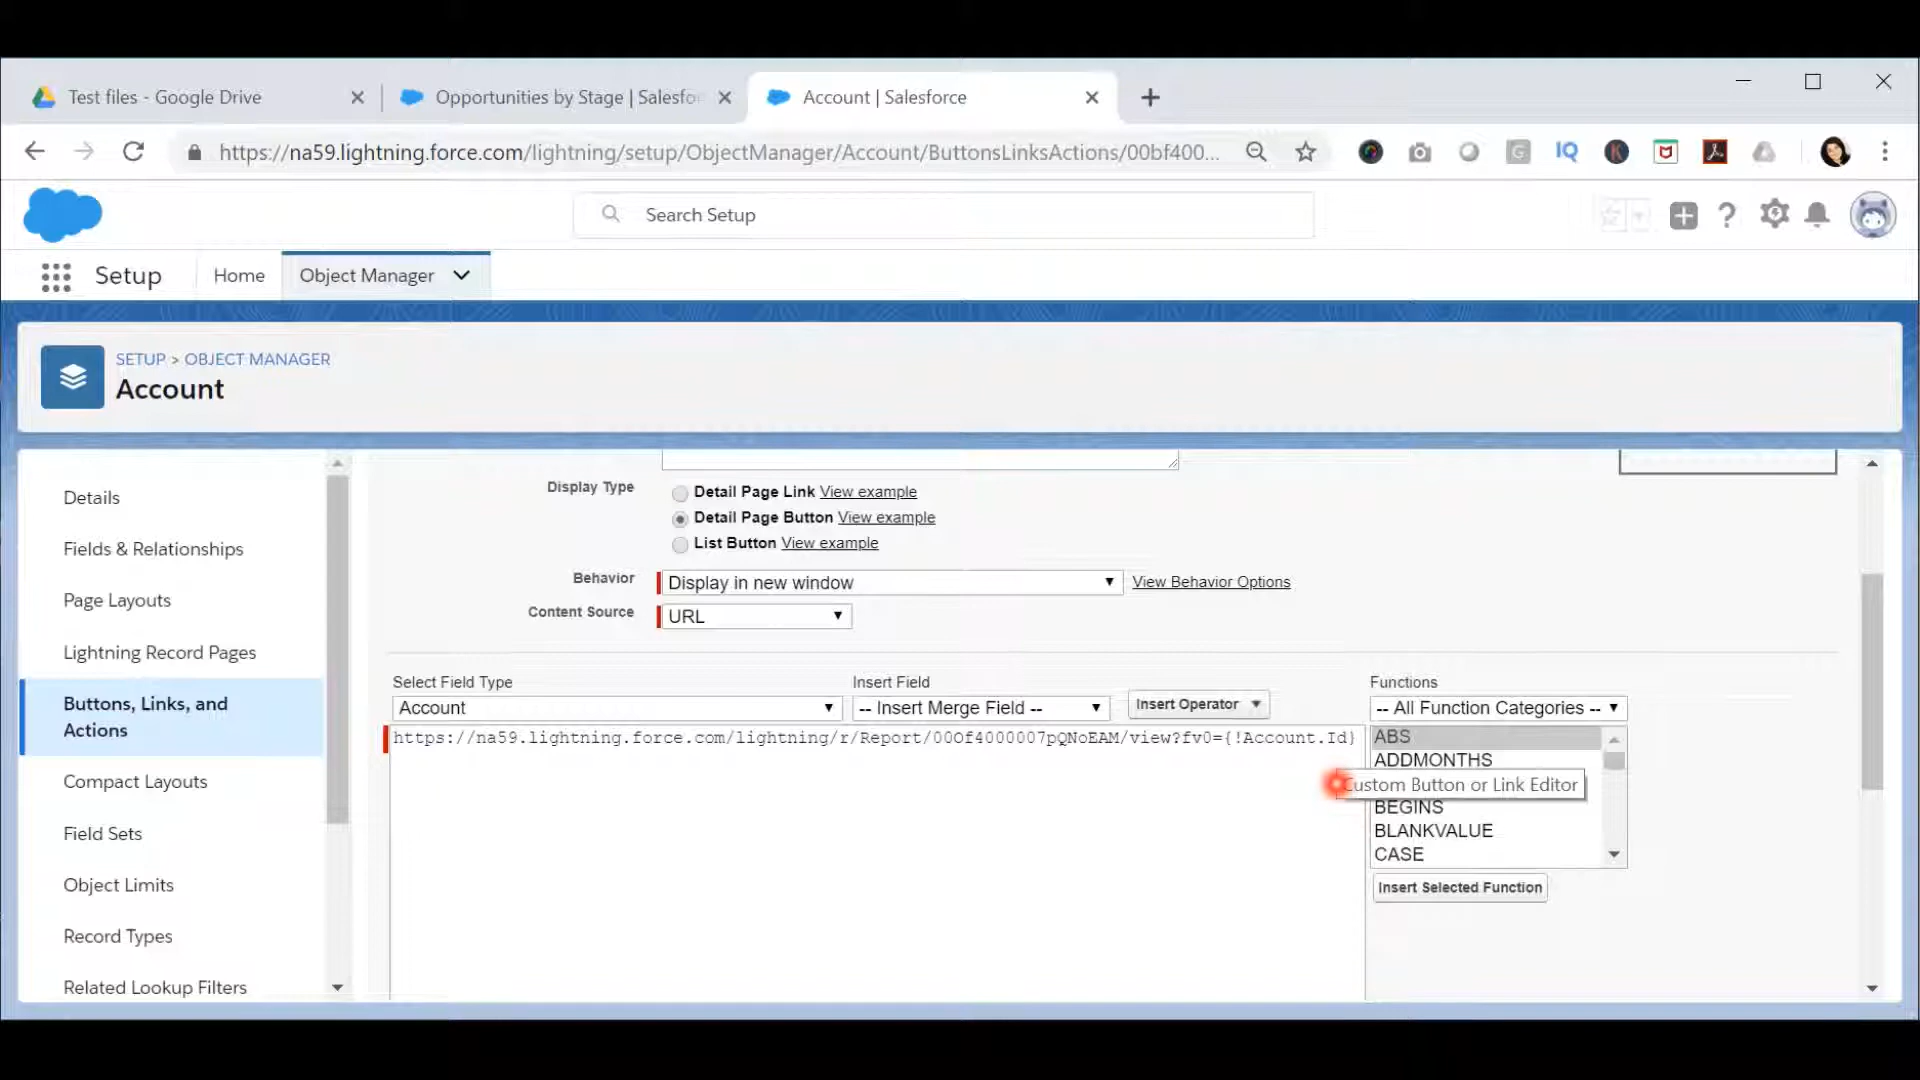 Test files - Google Drive
Opportunities by Stage | Salesfo
Account | Salesforce
https://na59.lightning.force.com/lightning/setup/ObjectManager/Account/ButtonsLinksActions/00bf400...
G
IQ
K
Search Setup
Setup
Home
Object Manager
SETUP > OBJECT MANAGER
Account
Details
Fields & Relationships
Page Layouts
Lightning Record Pages
Buttons, Links, and
Actions
Compact Layouts
Field Sets
Object Limits
Record Types
Related Lookup Filters
Display Type
Detail Page Link View example
Detail Page Button View example
List Button View example
Behavior
Display in new window
View Behavior Options
Content Source
URL
Select Field Type
Insert Field
Functions
Account
-- Insert Merge Field --
Insert Operator
-- All Function Categories --
https://na59.lightning.force.com/lightning/r/Report/00Of4000007pQNoEAM/view?fv0={!Account.Id}
ABS
ADDMONTHS
Custom Button or Link Editor
BEGINS
BLANKVALUE
CASE
Insert Selected Function